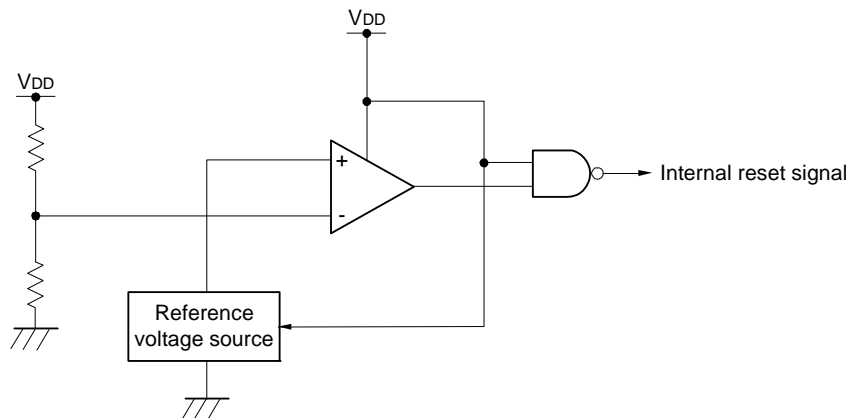 VDD
VDD
+
-
Internal reset signal
Reference
voltage source